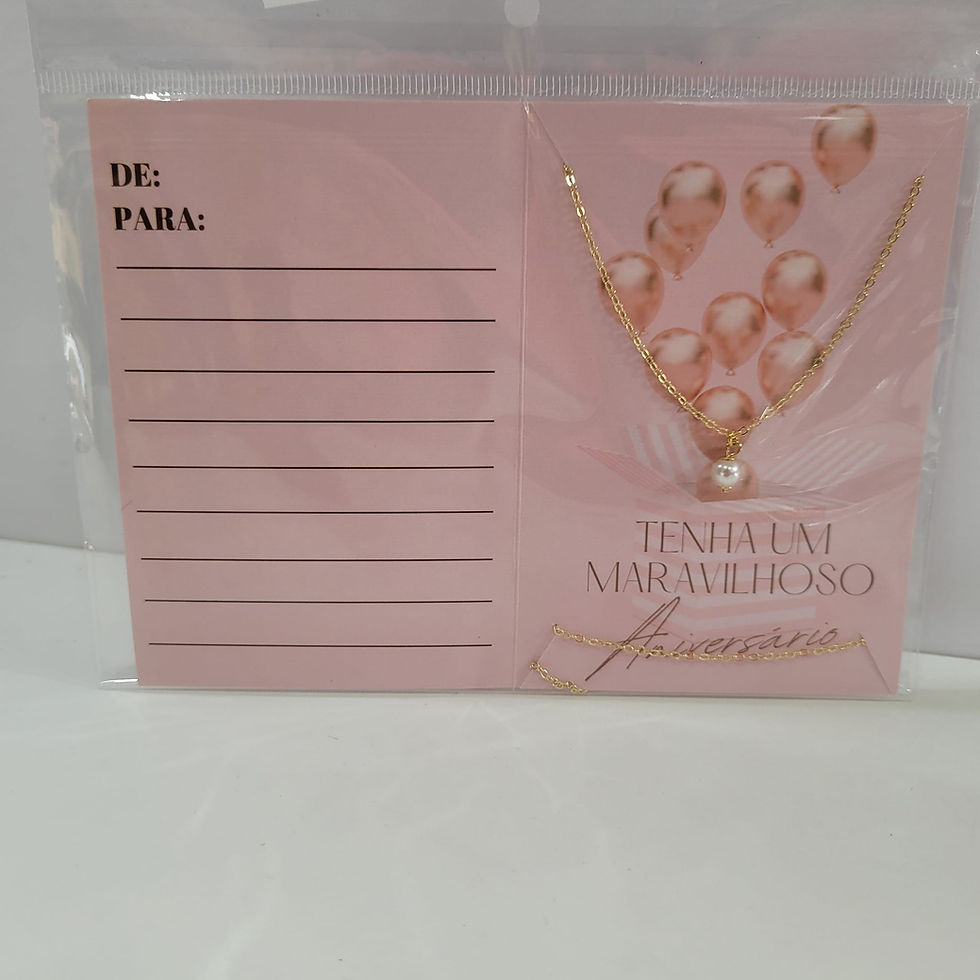 DE:
PARA:
TENHA UM
MARAVILHOSO
Aniversário